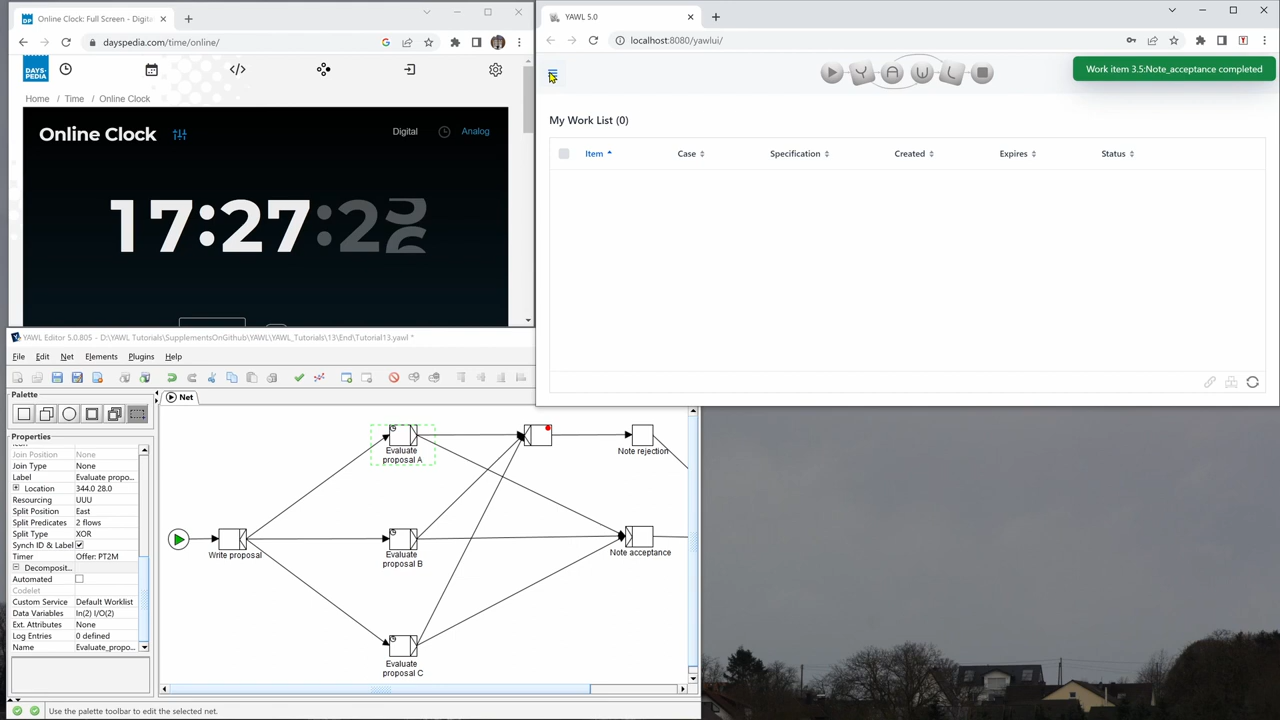 Online Clock: Full Screen - Digita
dayspedia.com/time/online/
DAYS-
PEDIA
Home / Time / Online Clock
Online Clock
Digital
Analog
17:27:2
YAWL 5.0
localhost:8080/yawlui/
Y A W L
Work item 3.5:Note_acceptance completed
My Work List (0)
Item
Case
Specification
Created
Expires
Status
YAWL Editor 5.0.805 - D:\YAWL Tutorials\SupplementsOnGithub\YAWL\YAWL_Tutorials\13\End\Tutorial13.yawl *
File Edit Net Elements Plugins Help
Palette
Net
Properties
Join Position None
Join Type None
Label Evaluate propo...
Location 344.0 28.0
Resourcing UUU
Split Position East
Split Predicates 2 flows
Split Type XOR
Synch ID & Label
Timer Offer: PT2M
Decomposit...
Automated
Codelet
Custom Service Default Worklist
Data Variables In(2) I/O(2)
Ext. Attributes None
Log Entries 0 defined
Name Evaluate_propo...
Write proposal
Evaluate
proposal A
Evaluate
proposal B
Evaluate
proposal C
Note rejection
Note acceptance
Use the palette toolbar to edit the selected net.